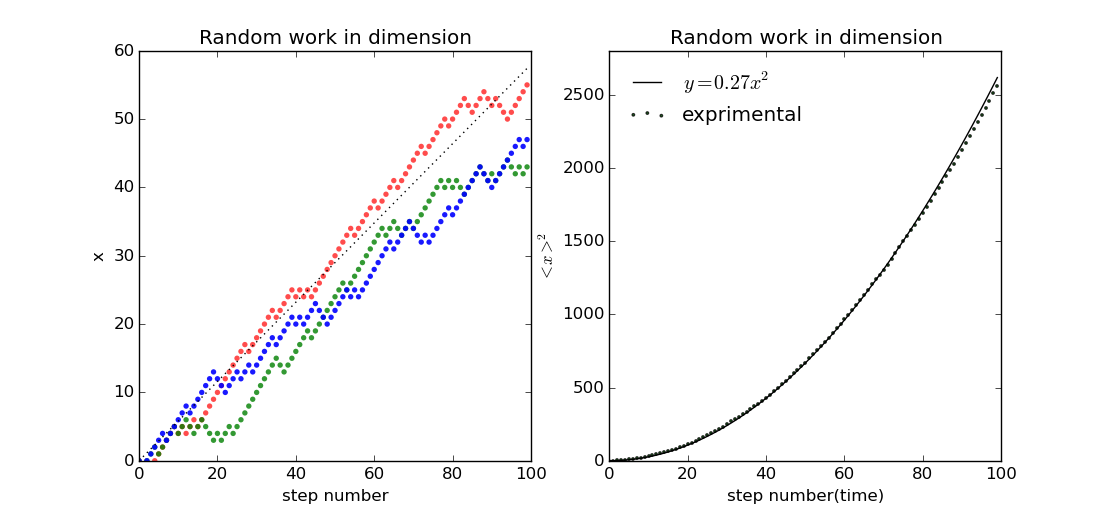 Random work in dimension
60
50
40
30
20
10
0
x
0 20 40 60 80 100
step number
Random work in dimension
y=0.27x²
exprimental
2500
2000
1500
1000
500
0
<x>²
0 20 40 60 80 100
step number(time)